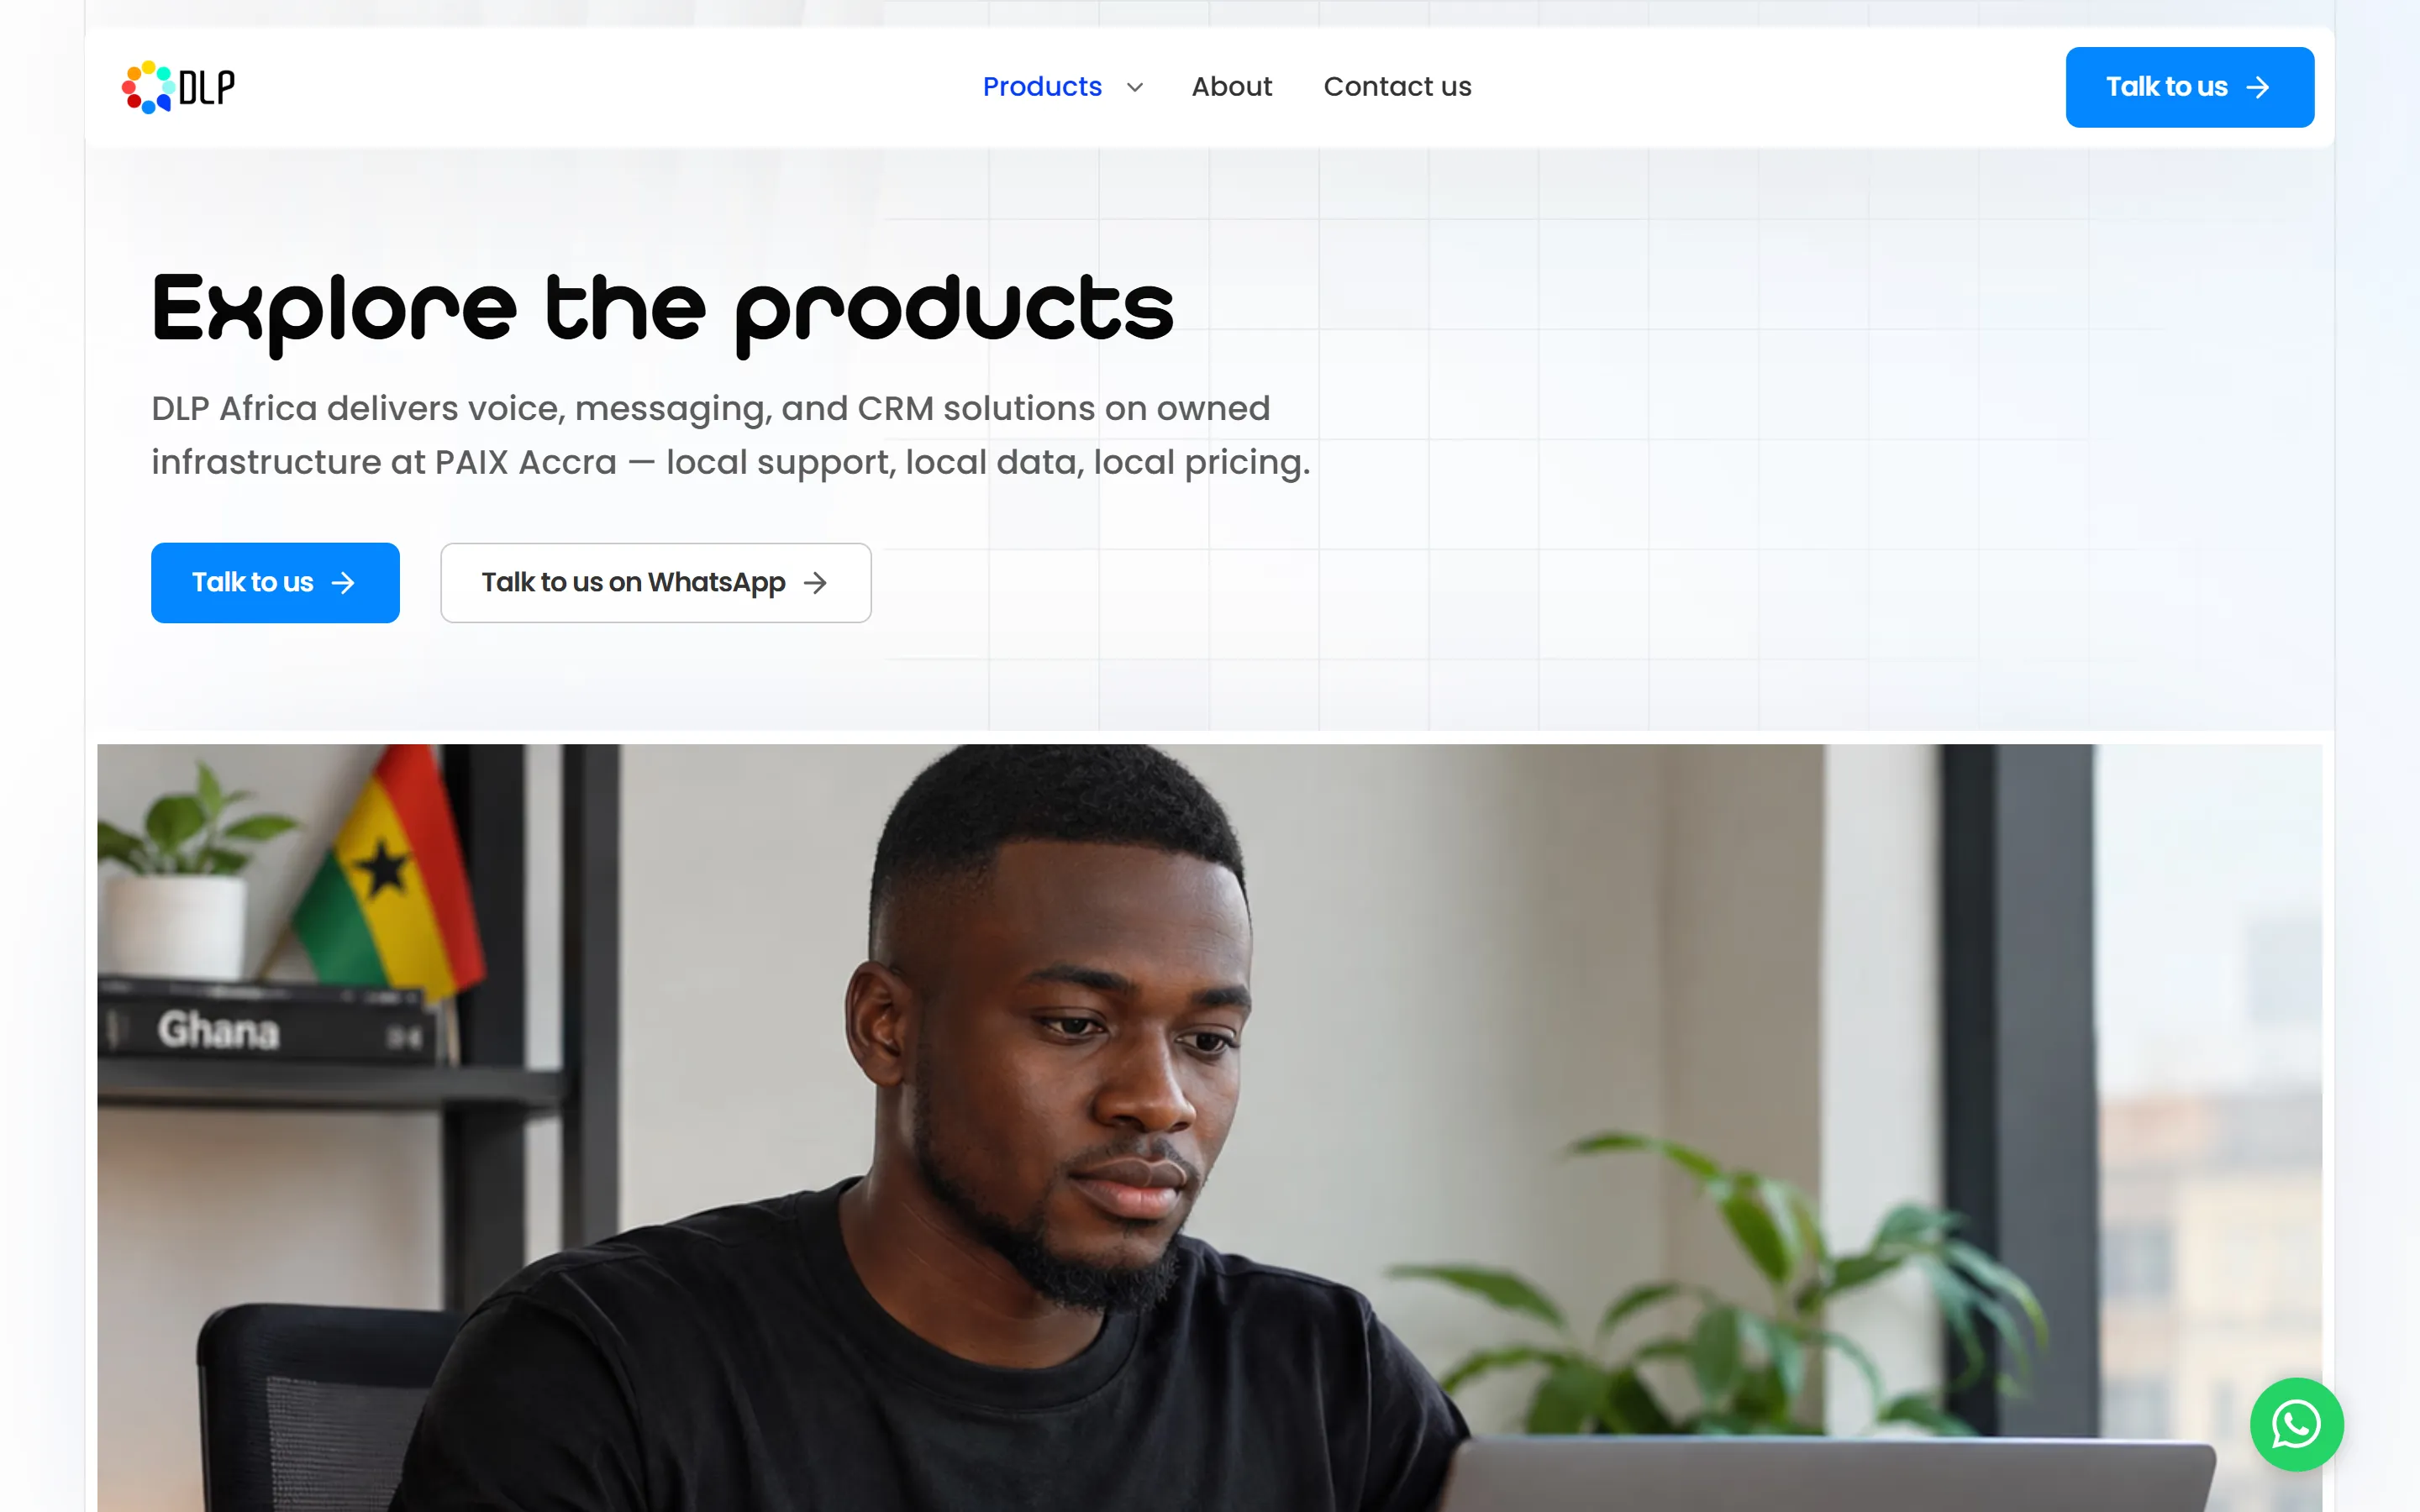 DLP
Products
About
Contact us
Talk to us
Explore the products
DLP Africa delivers voice, messaging, and CRM solutions on owned
infrastructure at PAIX Accra — local support, local data, local pricing.
Talk to us
Talk to us on WhatsApp
Ghana